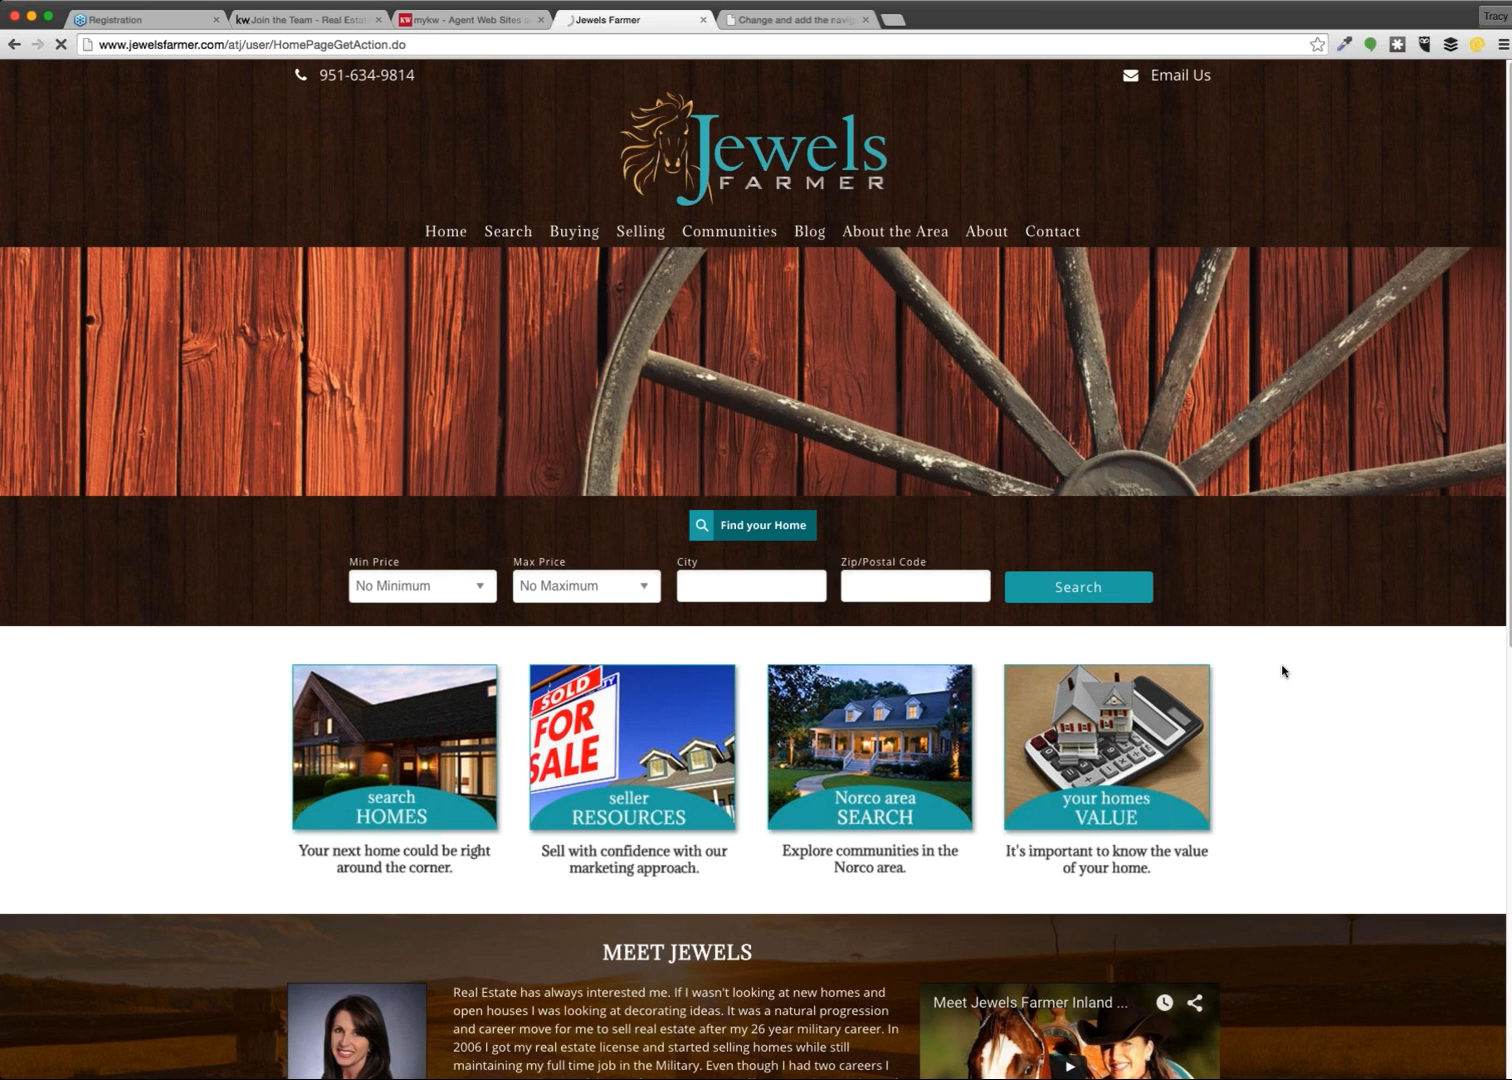 Registration
kw Join the Team - Real Estat
KW mykw - Agent Web Sites a
Jewels Farmer
Change and add the navig
Tracy
www.jewelsfarmer.com/atj/user/HomePageGetAction.do
951-634-9814
Email Us
Jewels
FARMER
Home Search Buying Selling Communities Blog About the Area About Contact
Find your Home
Min Price
Max Price
City
Zip/Postal Code
No Minimum
No Maximum
Search
SOLD
FOR
SALE
search
HOMES
seller
RESOURCES
Norco area
SEARCH
your homes
VALUE
Your next home could be right
around the corner.
Sell with confidence with our
marketing approach.
Explore communities in the
Norco area.
It's important to know the value
of your home.
MEET JEWELS
Real Estate has always interested me. If I wasn't looking at new homes and
open houses I was looking at decorating ideas. It was a natural progression
and career move for me to sell real estate after my 26 year military career. In
2006 I got my real estate license and started selling homes while still
maintaining my full time job in the Military. Even though I had two careers I
Meet Jewels Farmer Inland ...